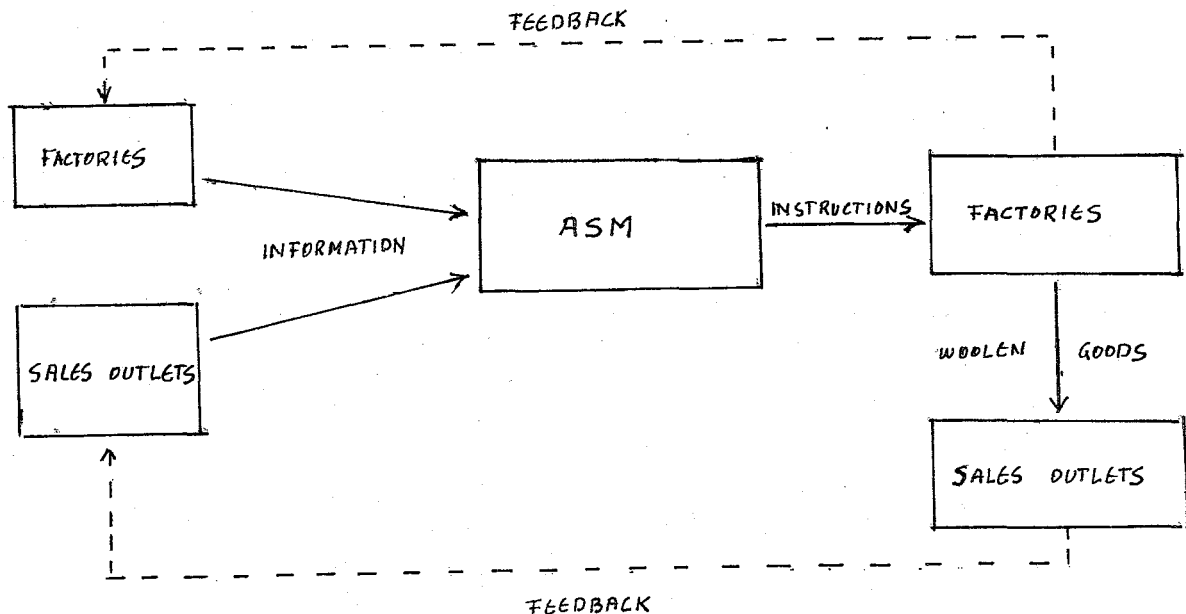 FEEDBACK
FACTORIES
ASM
INSTRUCTIONS
FACTORIES
INFORMATION
SALES OUTLETS
WOOLEN GOODS
SALES OUTLETS
FEEDBACK